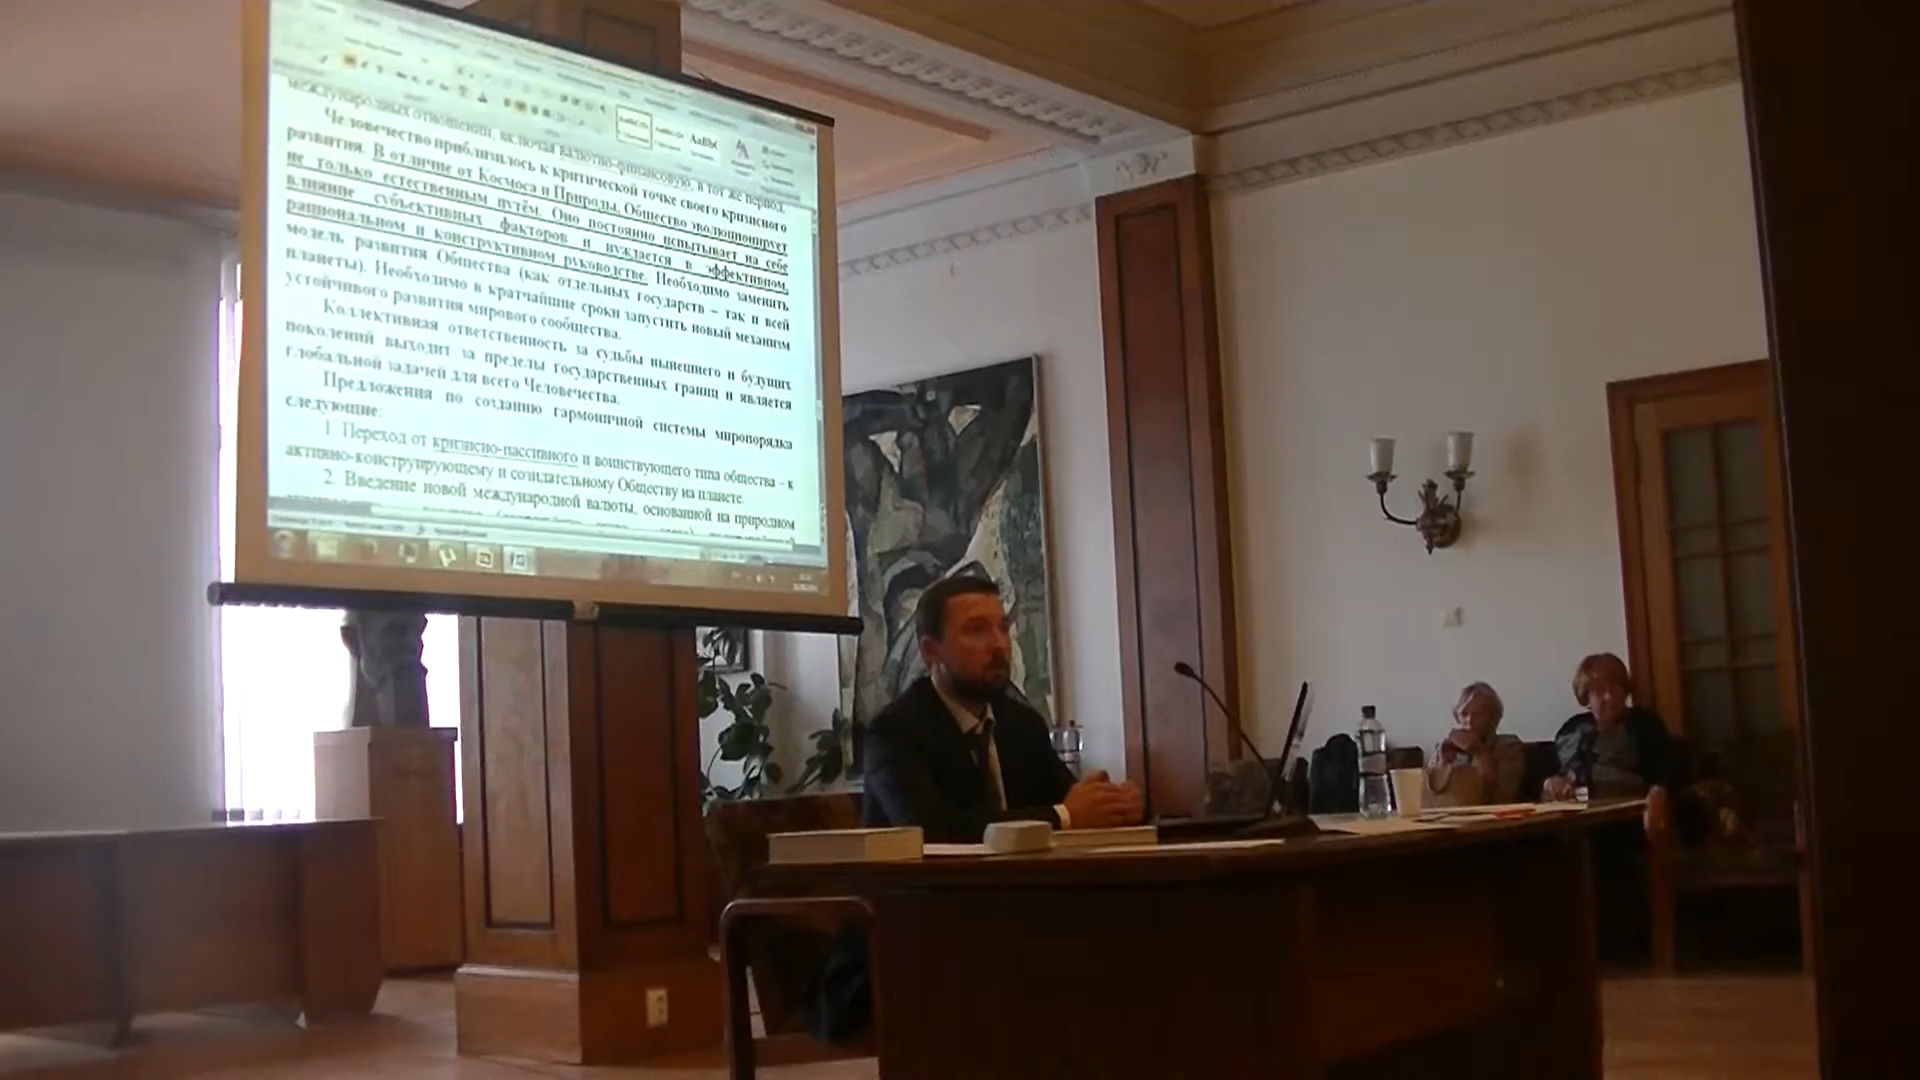 международных отношений, включая валютно-финансовую, в тот же период.
Человечество приблизилось к критической точке своего кризисного
развития. В отличие от Космоса и Природы, Общество эволюционирует
не только естественным путём. Оно постоянно испытывает на себе
влияние субъективных факторов и нуждается в эффективном,
рациональном и конструктивном руководстве. Необходимо заменить
модель развития Общества (как отдельных государств – так и всей
планеты). Необходимо в кратчайшие сроки запустить новый механизм
устойчивого развития мирового сообщества.
Коллективная ответственность за судьбы нынешнего и будущих
поколений выходит за пределы государственных границ и является
глобальной задачей для всего Человечества.
Предложения по созданию гармоничной системы миропорядка
следующие:
1. Переход от кризисно-пассивного и воинствующего типа общества – к
активно-конструирующему и созидательному Обществу на планете.
2. Введение новой международной валюты, основанной на природном